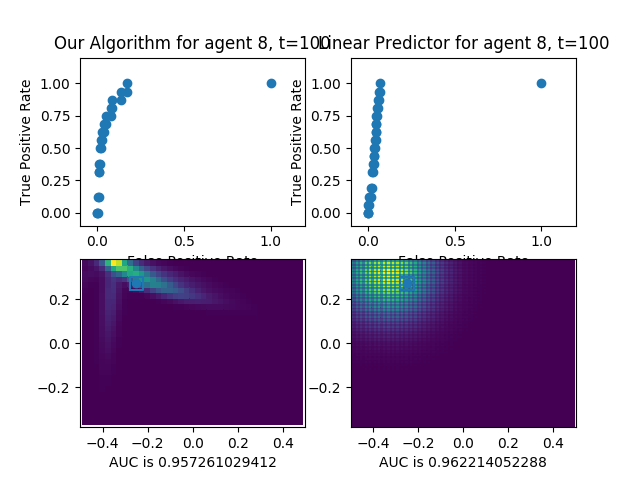 Our Algorithm for agent 8, t=100
Linear Predictor for agent 8, t=100
True Positive Rate
1.00
0.75
0.50
0.25
0.00
0.0 0.5 1.0
False Positive Rate
True Positive Rate
1.00
0.75
0.50
0.25
0.00
0.0 0.5 1.0
False Positive Rate
0.2
0.0
−0.2
−0.4 −0.2 0.0 0.2 0.4
AUC is 0.957261029412
0.2
0.0
−0.2
−0.4 −0.2 0.0 0.2 0.4
AUC is 0.962214052288